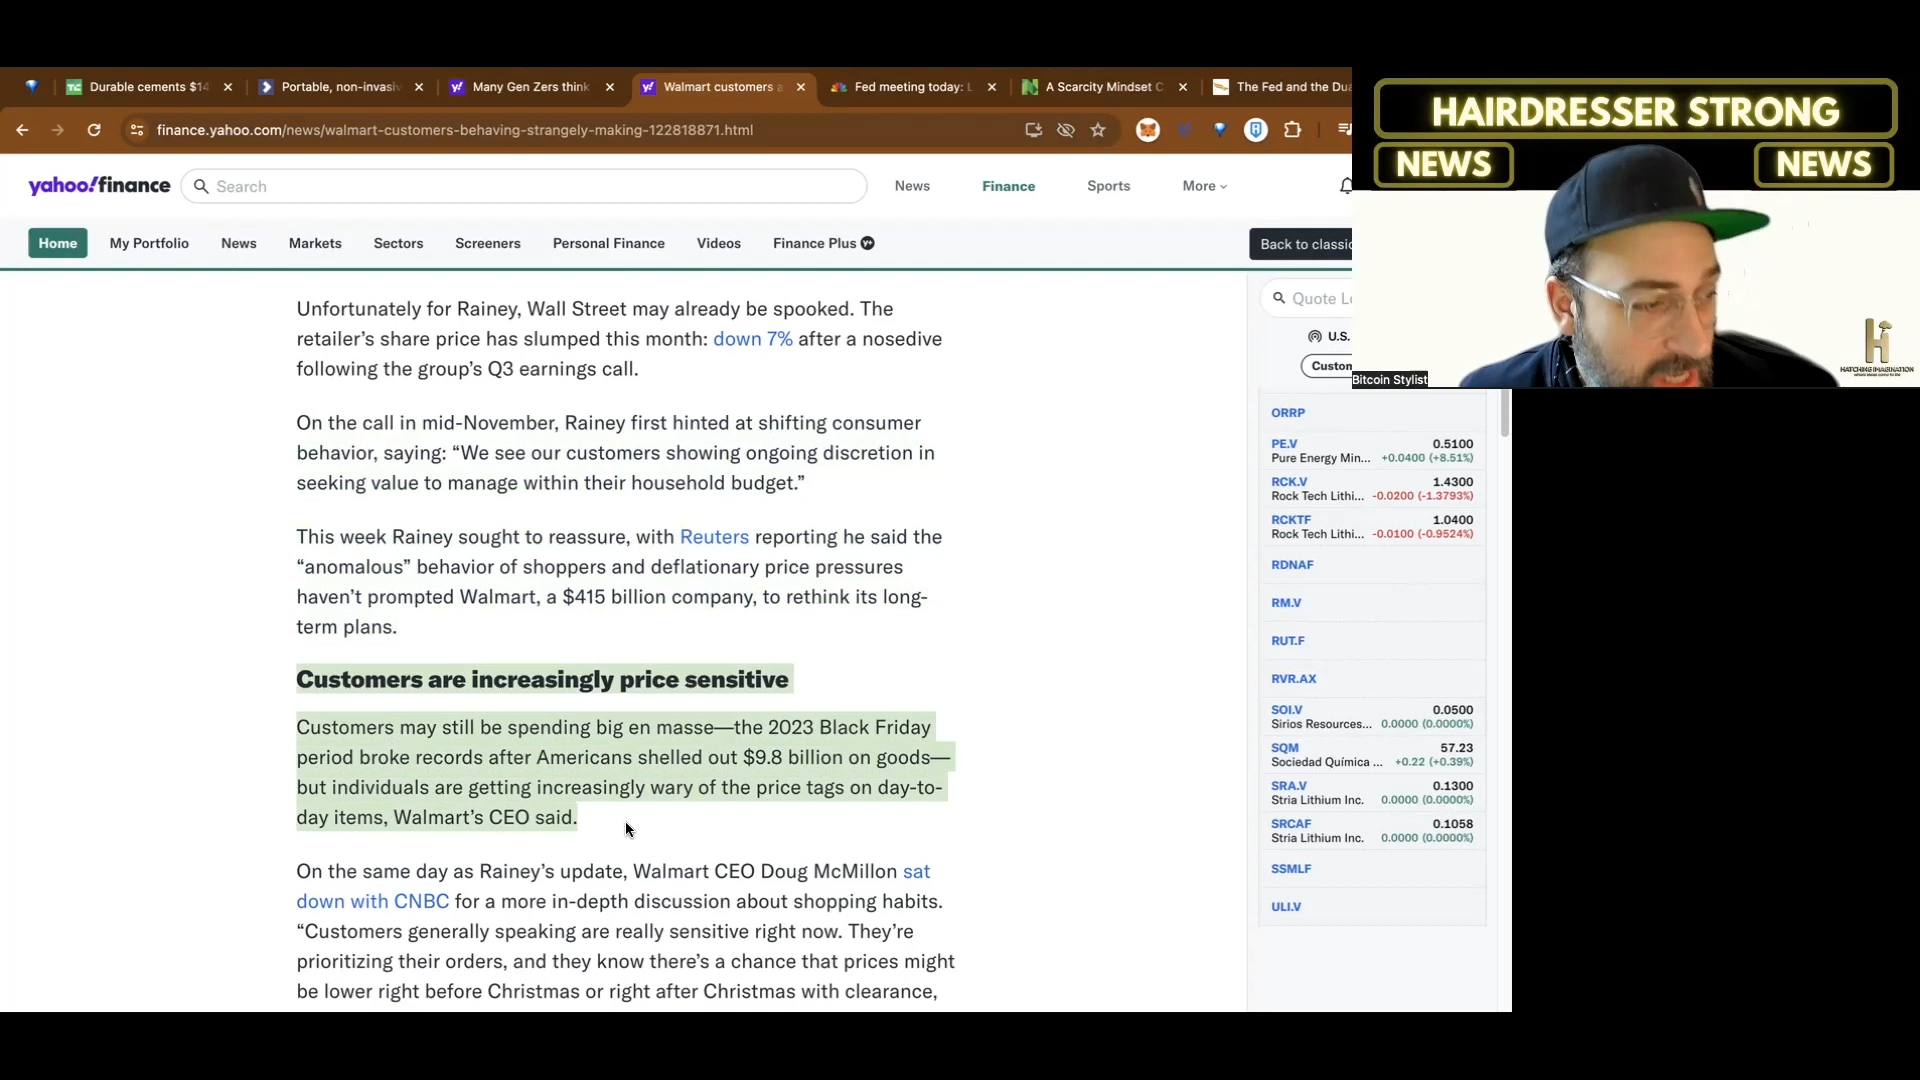 Durable cements $14
Portable, non-invasiv
Many Gen Zers think
Walmart customers a
Fed meeting today: L
A Scarcity Mindset C
The Fed and the Dua
finance.yahoo.com/news/walmart-customers-behaving-strangely-making-122818871.html
HAIRDRESSER STRONG
NEWS NEWS
yahoo!finance
Search
News
Finance
Sports
More
Home
My Portfolio
News
Markets
Sectors
Screeners
Personal Finance
Videos
Finance Plus
Back to classic
Unfortunately for Rainey, Wall Street may already be spooked. The
retailer’s share price has slumped this month: down 7% after a nosedive
following the group’s Q3 earnings call.
On the call in mid-November, Rainey first hinted at shifting consumer
behavior, saying: “We see our customers showing ongoing discretion in
seeking value to manage within their household budget.”
This week Rainey sought to reassure, with Reuters reporting he said the
“anomalous” behavior of shoppers and deflationary price pressures
haven’t prompted Walmart, a $415 billion company, to rethink its long-
term plans.
Customers are increasingly price sensitive
Customers may still be spending big en masse—the 2023 Black Friday
period broke records after Americans shelled out $9.8 billion on goods—
but individuals are getting increasingly wary of the price tags on day-to-
day items, Walmart’s CEO said.
On the same day as Rainey’s update, Walmart CEO Doug McMillon sat
down with CNBC for a more in-depth discussion about shopping habits.
“Customers generally speaking are really sensitive right now. They’re
prioritizing their orders, and they know there’s a chance that prices might
be lower right before Christmas or right after Christmas with clearance,
Quote Lo
U.S.
Custom
Bitcoin Stylist
HATCHING IMAGINATION
ORRP
PE.V 0.5100
Pure Energy Min... +0.0400 (+8.51%)
RCK.V 1.4300
Rock Tech Lithi... -0.0200 (-1.3793%)
RCKTF 1.0400
Rock Tech Lithi... -0.0100 (-0.9524%)
RDNAF
RM.V
RUT.F
RVR.AX
SOI.V 0.0500
Sirios Resources... 0.0000 (0.0000%)
SQM 57.23
Sociedad Química ... +0.22 (+0.39%)
SRA.V 0.1300
Stria Lithium Inc. 0.0000 (0.0000%)
SRCAF 0.1058
Stria Lithium Inc. 0.0000 (0.0000%)
SSMLF
ULI.V